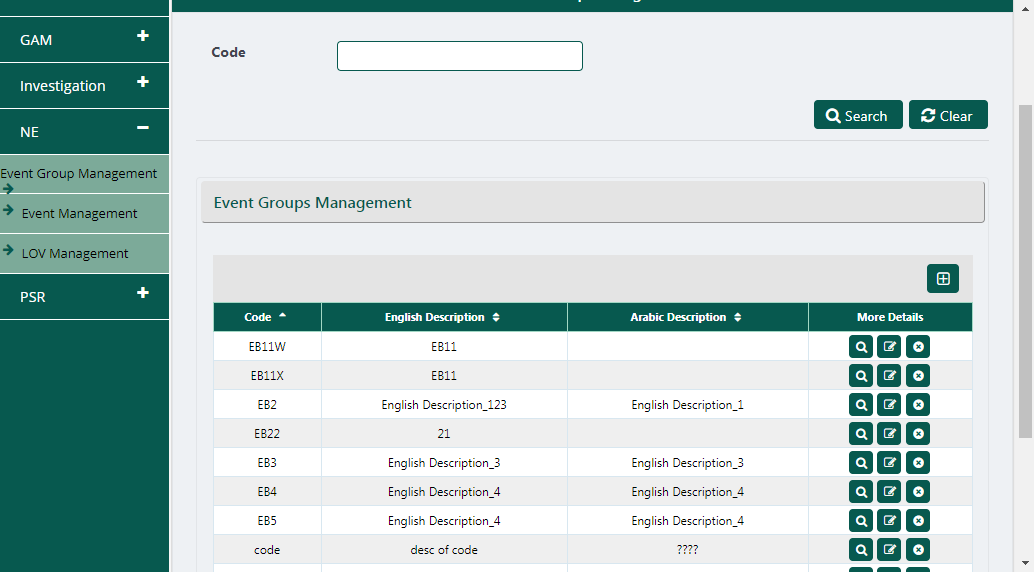 GAM
Investigation
NE
Event Group Management
Event Management
LOV Management
PSR
Code
Search Clear
Event Groups Management
Code English Description Arabic Description More Details
EB11W EB11
EB11X EB11
EB2 English Description_123 English Description_1
EB22 21
EB3 English Description_3 English Description_3
EB4 English Description_4 English Description_4
EB5 English Description_4 English Description_4
code desc of code ????